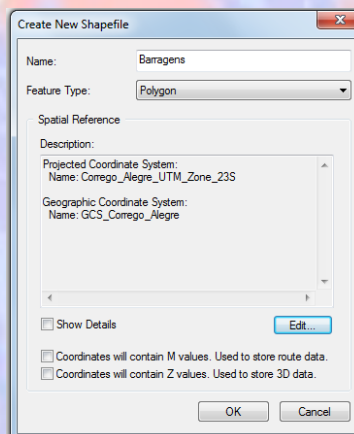 Create New Shapefile
Name: Barragens
Feature Type: Polygon
Spatial Reference
Description:
Projected Coordinate System:
Name: Corrego_Alegre_UTM_Zone_23S
Geographic Coordinate System:
Name: GCS_Corrego_Alegre
Show Details
Edit...
Coordinates will contain M values. Used to store route data.
Coordinates will contain Z values. Used to store 3D data.
OK Cancel